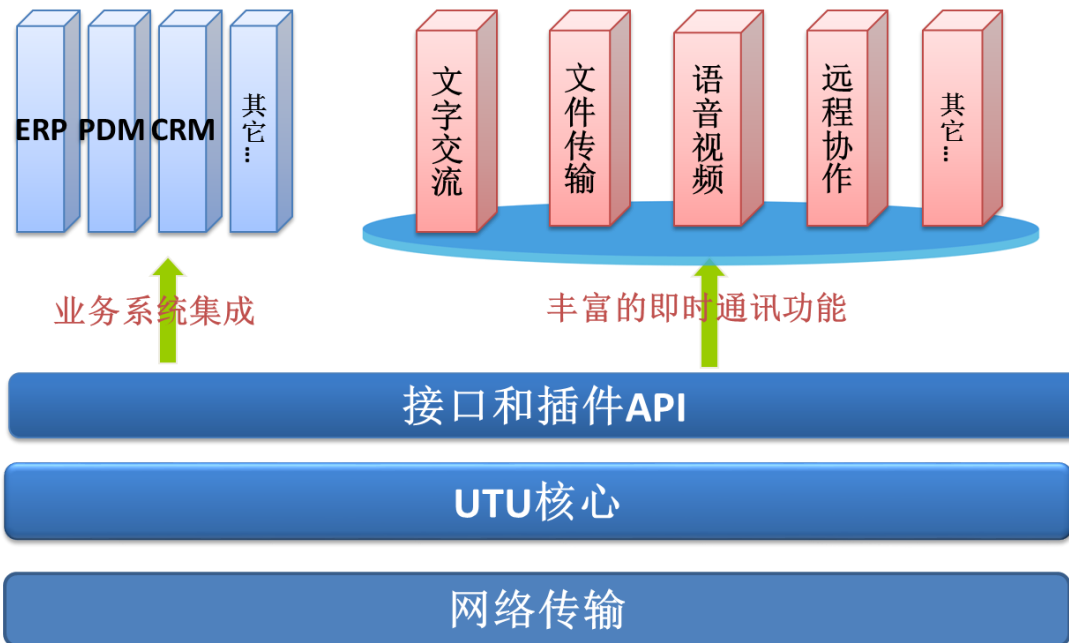 ERP
PDM
CRM
其它...
文字交流
文件传输
语音视频
远程协作
其它...
业务系统集成
丰富的即时通讯功能
接口和插件API
UTU核心
网络传输